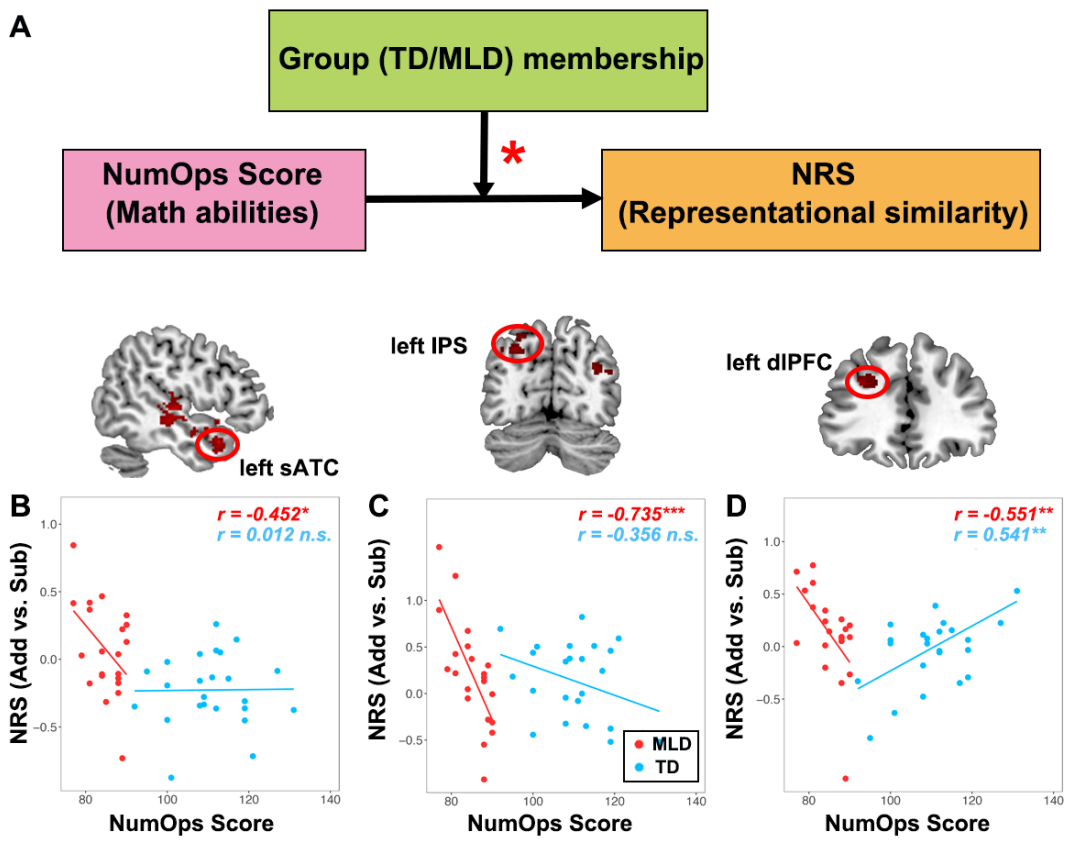 A
Group (TD/MLD) membership
*
NumOps Score
(Math abilities)
NRS
(Representational similarity)
left sATC
left IPS
left dlPFC
B
r = -0.452*
r = 0.012 n.s.
NRS (Add vs. Sub)
1.0
0.5
0.0
−0.5
80
100
120
140
NumOps Score
C
r = -0.735***
r = -0.356 n.s.
NRS (Add vs. Sub)
1.0
0.5
0.0
−0.5
MLD
TD
80
100
120
140
NumOps Score
D
r = -0.551**
r = 0.541**
NRS (Add vs. Sub)
1.0
0.5
0.0
−0.5
80
100
120
140
NumOps Score